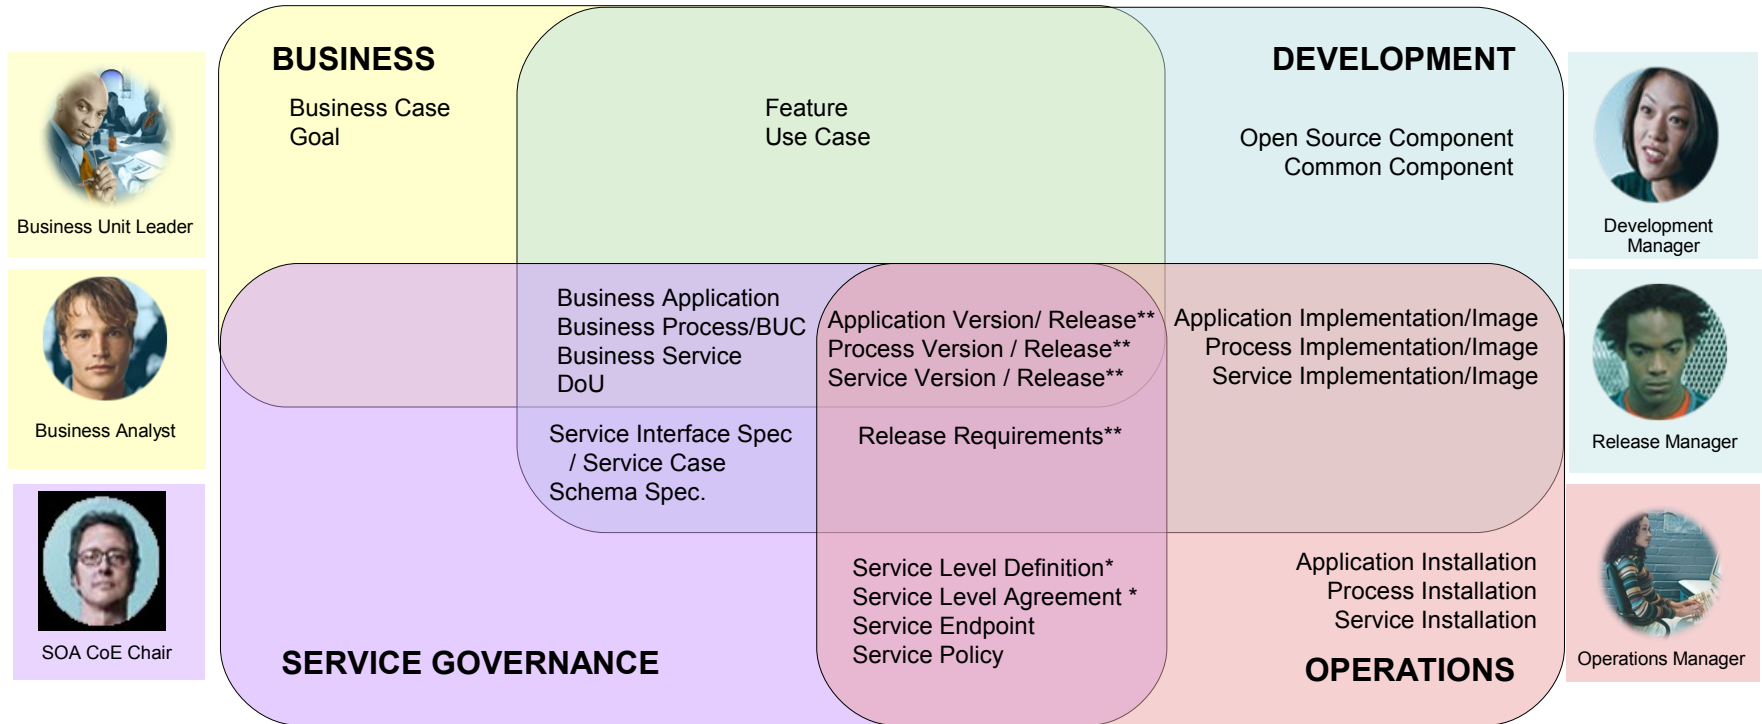 BUSINESS
DEVELOPMENT
Business Case
Goal
Feature
Use Case
Open Source Component
Common Component
Business Unit Leader
Development
Manager
Business Application
Business Process/BUC
Business Service
DoU
Application Version/ Release**
Process Version / Release**
Service Version / Release**
Application Implementation/Image
Process Implementation/Image
Service Implementation/Image
Business Analyst
Release Manager
Service Interface Spec
/ Service Case
Schema Spec.
Release Requirements**
Service Level Definition*
Service Level Agreement *
Service Endpoint
Service Policy
Application Installation
Process Installation
Service Installation
SOA CoE Chair
SERVICE GOVERNANCE
OPERATIONS
Operations Manager